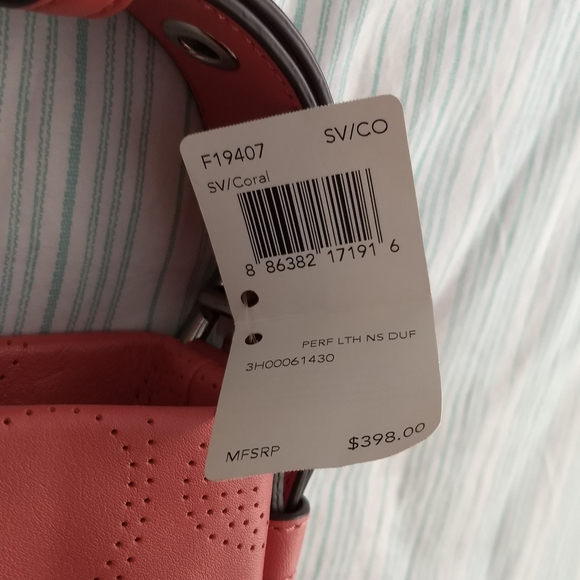 F19407 SV/CO
SV/Coral
8 86382 17191 6
PERF LTH NS DUF
3H00061430
MFSRP $398.00